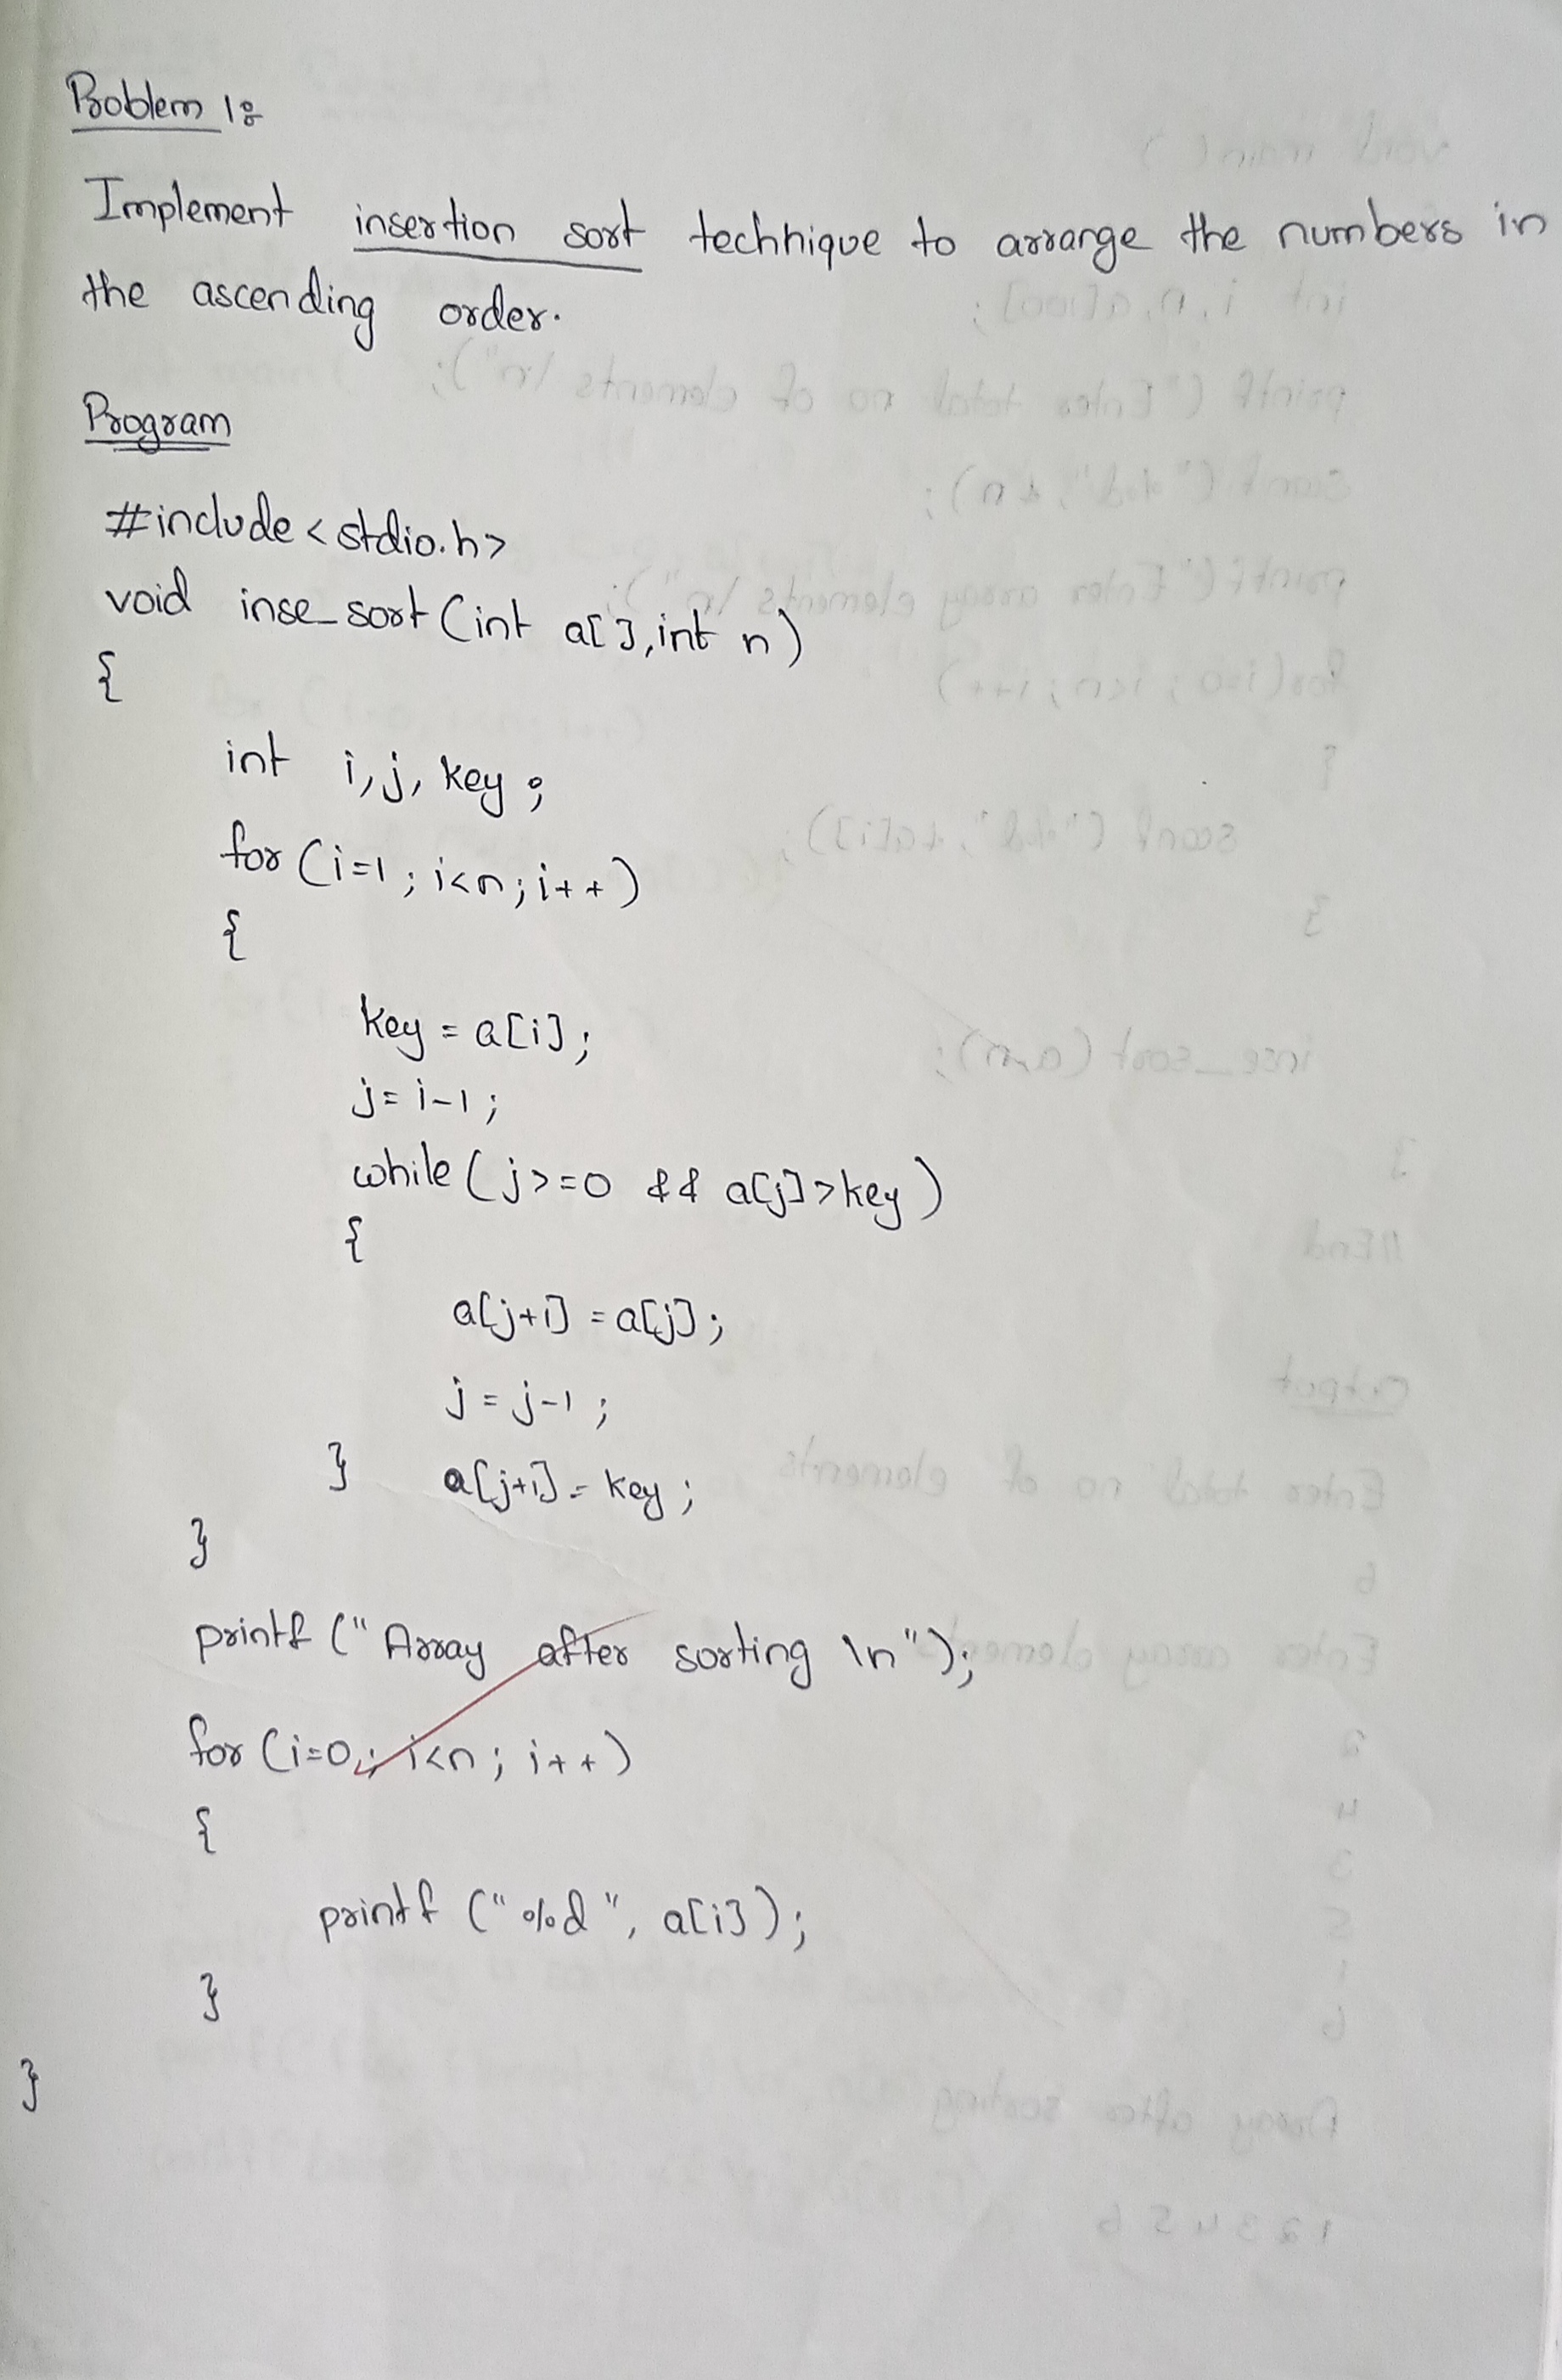 Problem 1:
Implement insertion sort technique to arrange the numbers in
the ascending order.
Program
#include <stdio.h>
void inse_sort (int a[], int n)
{
int i, j, key;
for (i=1; i<n; i++)
{
key = a[i];
j = i-1;
while (j>=0 && a[j]>key)
{
a[j+1] = a[j];
j = j-1;
} a[j+1] = key;
}
printf (" Array after sorting \n");
for (i=0; i<n; i++)
{
printf (" %d ", a[i]);
}
}